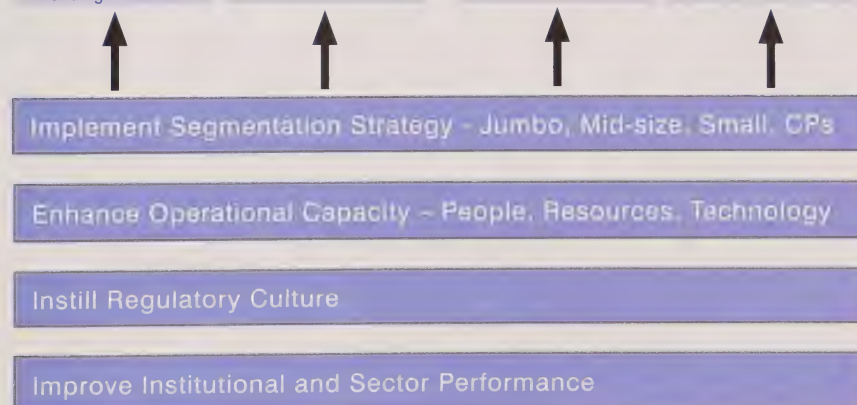 Implement Segmentation Strategy - Jumbo, Mid-size, Small, CPs
Enhance Operational Capacity – People, Resources, Technology
Instill Regulatory Culture
Improve Institutional and Sector Performance